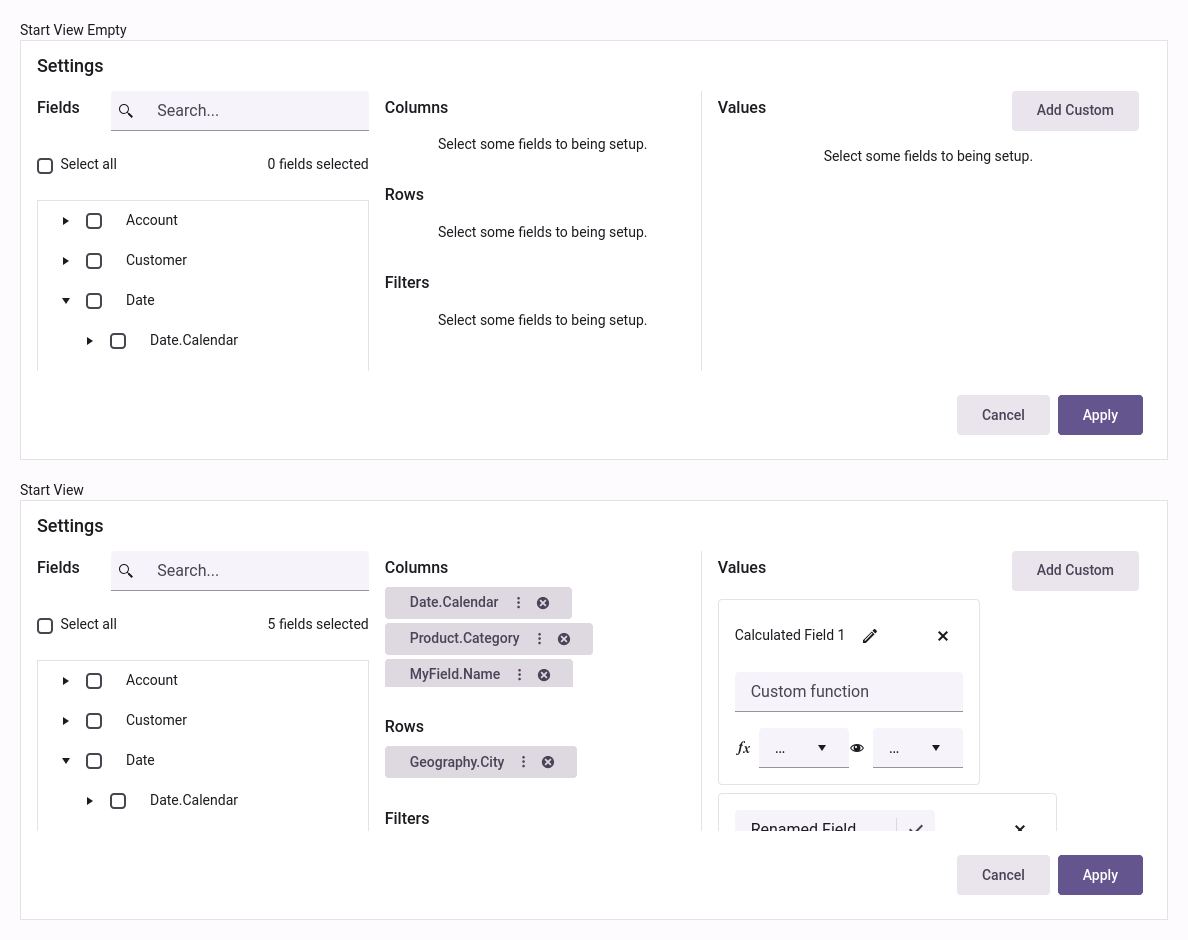 Start View Empty
Settings
Fields
Search...
Select all
0 fields selected
Account
Customer
Date
Date.Calendar
Columns
Select some fields to being setup.
Rows
Select some fields to being setup.
Filters
Select some fields to being setup.
Values
Add Custom
Select some fields to being setup.
Cancel
Apply
Start View
Settings
Fields
Search...
Select all
5 fields selected
Account
Customer
Date
Date.Calendar
Columns
Date.Calendar
Product.Category
MyField.Name
Rows
Geography.City
Filters
Values
Add Custom
Calculated Field 1
Custom function
fx
...
...
Renamed Field
Cancel
Apply